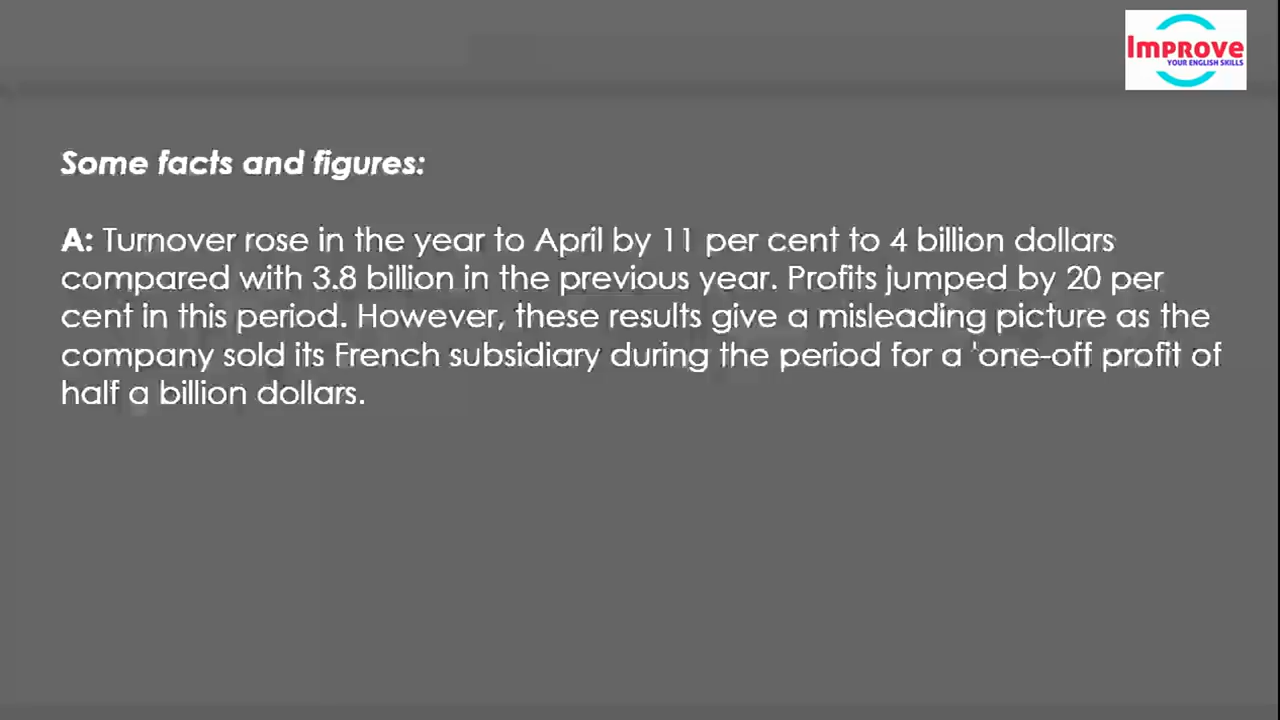 Improve
YOUR ENGLISH SKILLS
Some facts and figures:
A: Turnover rose in the year to April by 11 per cent to 4 billion dollars
compared with 3.8 billion in the previous year. Profits jumped by 20 per
cent in this period. However, these results give a misleading picture as the
company sold its French subsidiary during the period for a 'one-off profit of
half a billion dollars.